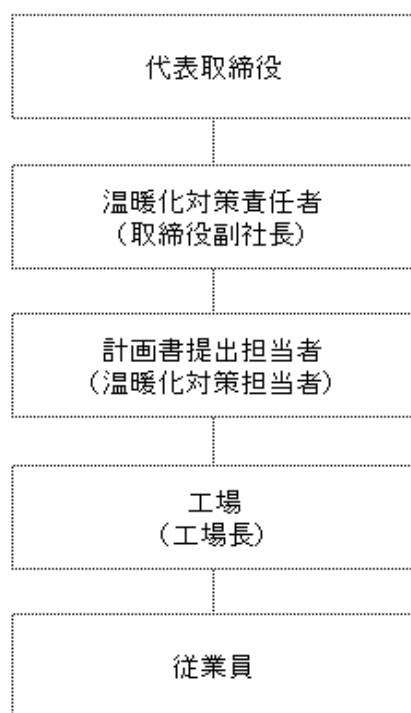 代表取締役
温暖化対策責任者
（取締役副社長）
計画書提出担当者
（温暖化対策担当者）
工場
（工場長）
従業員